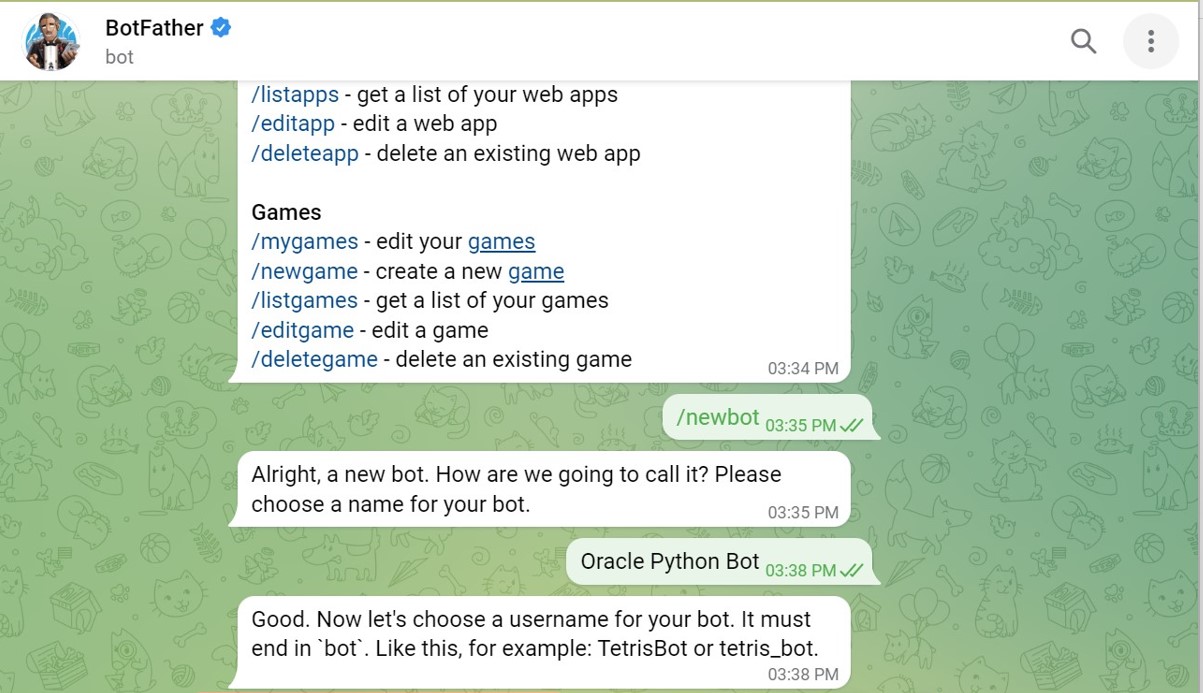 BotFather
bot
/listapps - get a list of your web apps
/editapp - edit a web app
/deleteapp - delete an existing web app
Games
/mygames - edit your games
/newgame - create a new game
/listgames - get a list of your games
/editgame - edit a game
/deletegame - delete an existing game
03:34 PM
/newbot 03:35 PM
Alright, a new bot. How are we going to call it? Please
choose a name for your bot.
03:35 PM
Oracle Python Bot 03:38 PM
Good. Now let's choose a username for your bot. It must
end in `bot`. Like this, for example: TetrisBot or tetris_bot.
03:38 PM